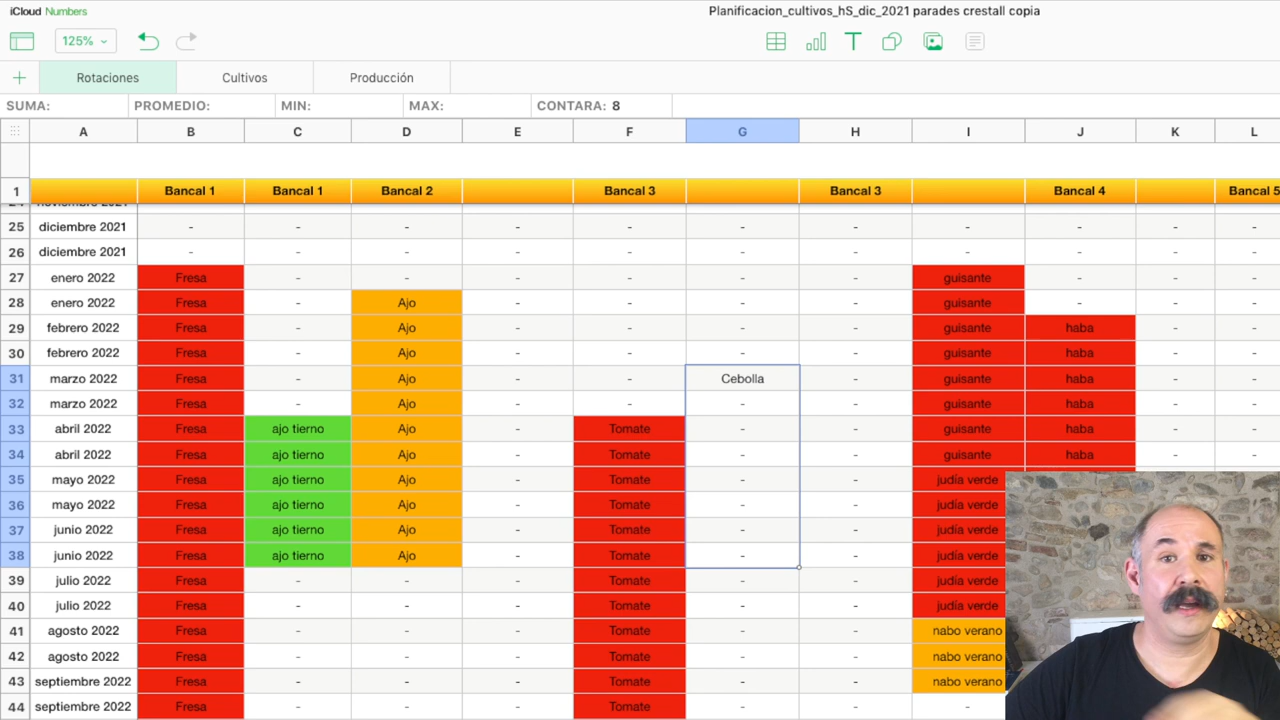 iCloud Numbers
Planificacion_cultivos_hS_dic_2021 parades crestall copia
125%
Rotaciones Cultivos Producción
SUMA: PROMEDIO: MIN: MAX: CONTARA: 8
A B C D E F G H I J K L
1 Bancal 1 Bancal 1 Bancal 2 Bancal 3 Bancal 3 Bancal 4 Bancal 5
24 noviembre 2021
25 diciembre 2021 - - - - - - - - - - -
26 diciembre 2021 - - - - - - - - - - -
27 enero 2022 Fresa - - - - - - guisante - - -
28 enero 2022 Fresa - Ajo - - - - guisante - - -
29 febrero 2022 Fresa - Ajo - - - - guisante haba - -
30 febrero 2022 Fresa - Ajo - - - - guisante haba - -
31 marzo 2022 Fresa - Ajo - - Cebolla - guisante haba - -
32 marzo 2022 Fresa - Ajo - - - - guisante haba - -
33 abril 2022 Fresa ajo tierno Ajo - Tomate - - guisante haba - -
34 abril 2022 Fresa ajo tierno Ajo - Tomate - - guisante haba - -
35 mayo 2022 Fresa ajo tierno Ajo - Tomate - - judía verde
36 mayo 2022 Fresa ajo tierno Ajo - Tomate - - judía verde
37 junio 2022 Fresa ajo tierno Ajo - Tomate - - judía verde
38 junio 2022 Fresa ajo tierno Ajo - Tomate - - judía verde
39 julio 2022 Fresa - - - Tomate - - judía verde
40 julio 2022 Fresa - - - Tomate - - judía verde
41 agosto 2022 Fresa - - - Tomate - - nabo verano
42 agosto 2022 Fresa - - - Tomate - - nabo verano
43 septiembre 2022 Fresa - - - Tomate - - nabo verano
44 septiembre 2022 Fresa - - - Tomate - - -